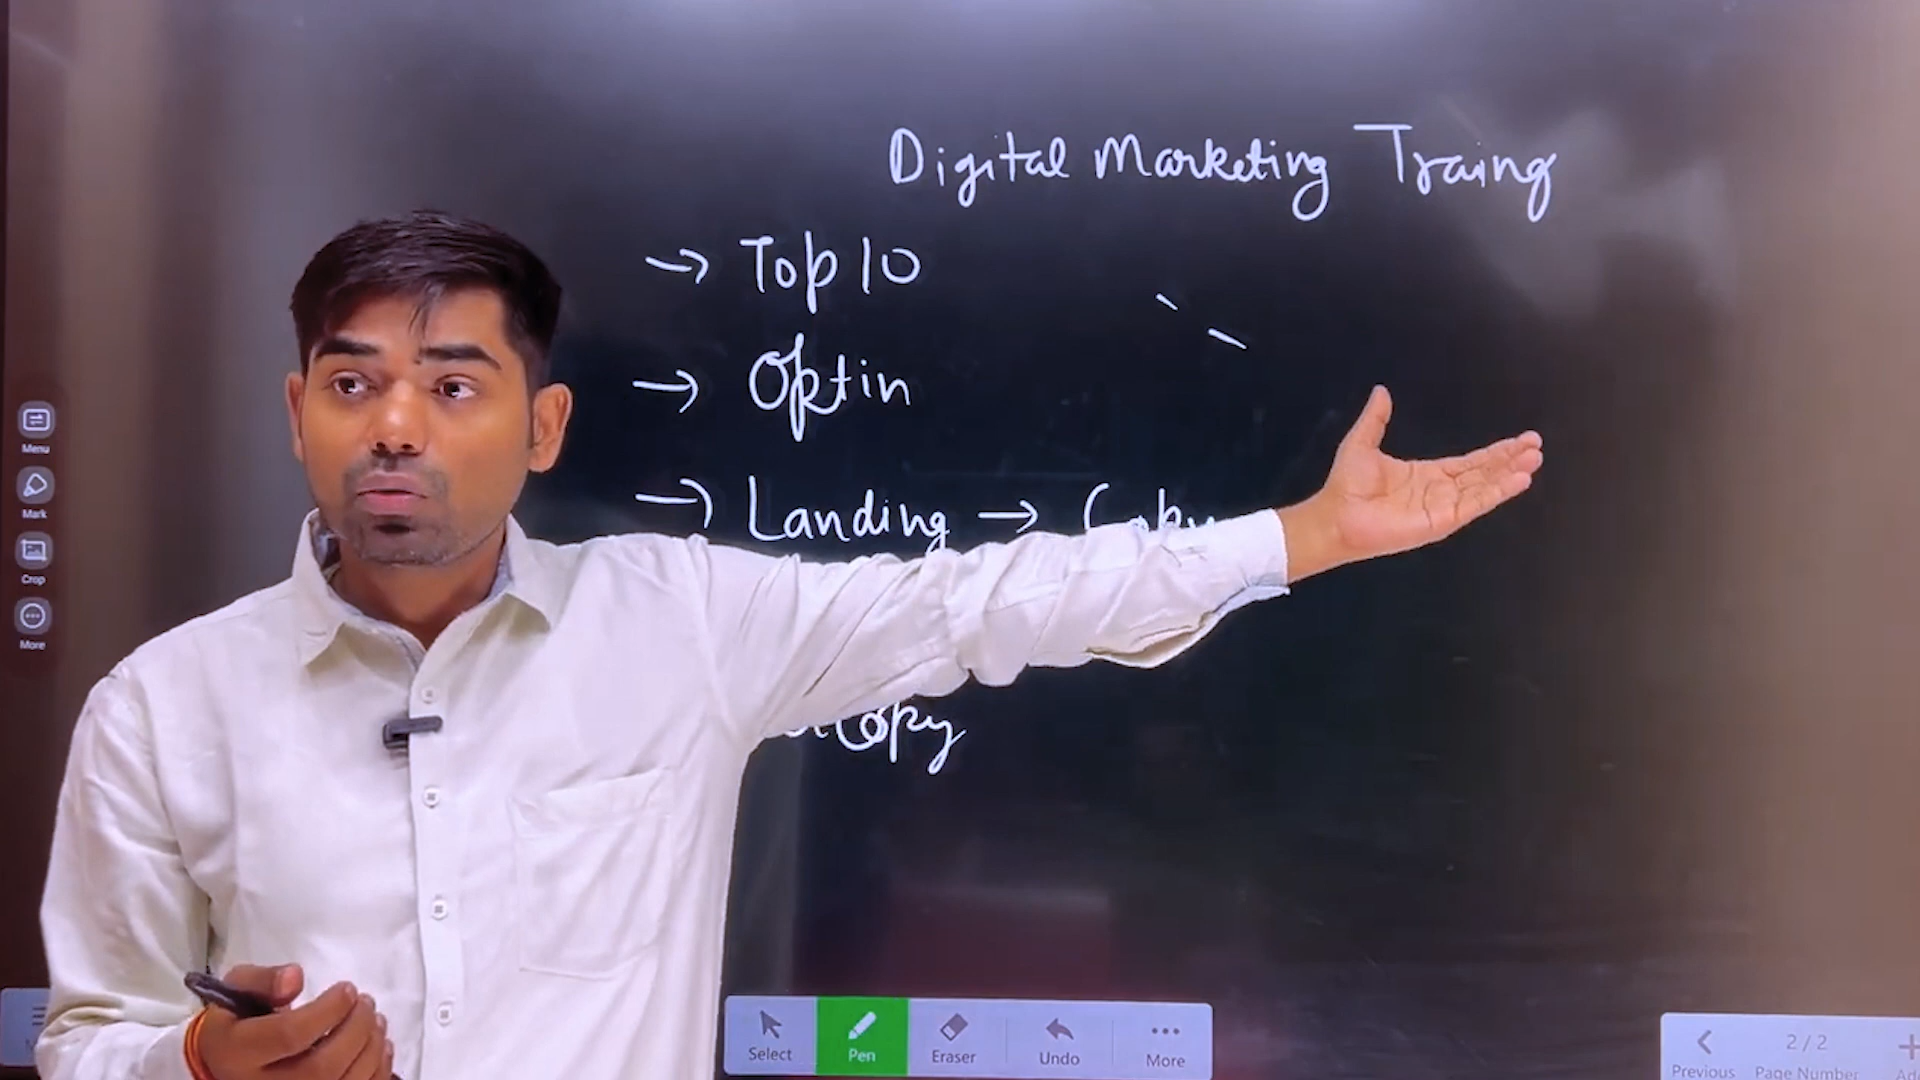 Digital Marketing Traing
→ Top 10
→ Optin
→ Landing → Copy
Copy
Menu
Mark
Crop
More
Select
Pen
Eraser
Undo
More
2 / 2
Previous
Page Number